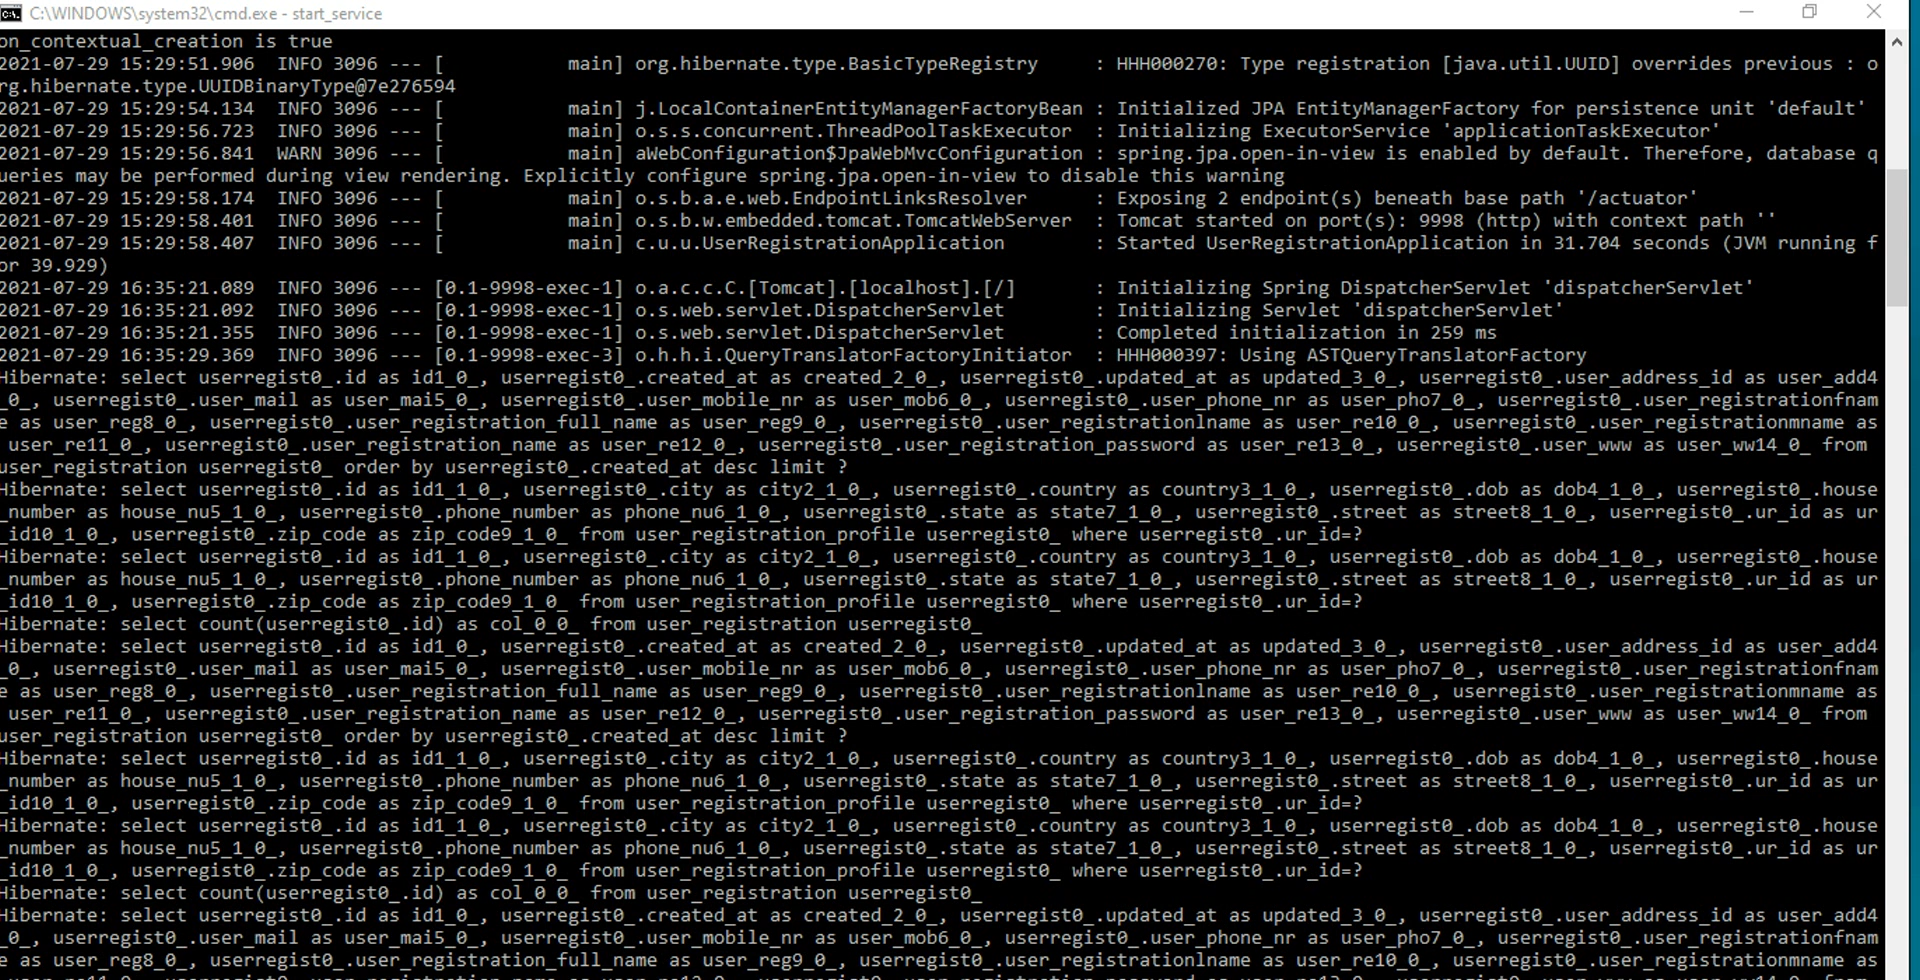 C:\WINDOWS\system32\cmd.exe - start_service
on_contextual_creation is true
2021-07-29 15:29:51.906  INFO 3096 --- [           main] org.hibernate.type.BasicTypeRegistry     : HHH000270: Type registration [java.util.UUID] overrides previous : o
rg.hibernate.type.UUIDBinaryType@7e276594
2021-07-29 15:29:54.134  INFO 3096 --- [           main] j.LocalContainerEntityManagerFactoryBean : Initialized JPA EntityManagerFactory for persistence unit 'default'
2021-07-29 15:29:56.723  INFO 3096 --- [           main] o.s.s.concurrent.ThreadPoolTaskExecutor  : Initializing ExecutorService 'applicationTaskExecutor'
2021-07-29 15:29:56.841  WARN 3096 --- [           main] aWebConfiguration$JpaWebMvcConfiguration : spring.jpa.open-in-view is enabled by default. Therefore, database q
ueries may be performed during view rendering. Explicitly configure spring.jpa.open-in-view to disable this warning
2021-07-29 15:29:58.174  INFO 3096 --- [           main] o.s.b.a.e.web.EndpointLinksResolver      : Exposing 2 endpoint(s) beneath base path '/actuator'
2021-07-29 15:29:58.401  INFO 3096 --- [           main] o.s.b.w.embedded.tomcat.TomcatWebServer  : Tomcat started on port(s): 9998 (http) with context path ''
2021-07-29 15:29:58.407  INFO 3096 --- [           main] c.u.u.UserRegistrationApplication        : Started UserRegistrationApplication in 31.704 seconds (JVM running f
or 39.929)
2021-07-29 16:35:21.089  INFO 3096 --- [0.1-9998-exec-1] o.a.c.c.C.[Tomcat].[localhost].[/]       : Initializing Spring DispatcherServlet 'dispatcherServlet'
2021-07-29 16:35:21.092  INFO 3096 --- [0.1-9998-exec-1] o.s.web.servlet.DispatcherServlet        : Initializing Servlet 'dispatcherServlet'
2021-07-29 16:35:21.355  INFO 3096 --- [0.1-9998-exec-1] o.s.web.servlet.DispatcherServlet        : Completed initialization in 259 ms
2021-07-29 16:35:29.369  INFO 3096 --- [0.1-9998-exec-3] o.h.h.i.QueryTranslatorFactoryInitiator  : HHH000397: Using ASTQueryTranslatorFactory
Hibernate: select userregist0_.id as id1_0_, userregist0_.created_at as created_2_0_, userregist0_.updated_at as updated_3_0_, userregist0_.user_address_id as user_add4
_0_, userregist0_.user_mail as user_mai5_0_, userregist0_.user_mobile_nr as user_mob6_0_, userregist0_.user_phone_nr as user_pho7_0_, userregist0_.user_registrationfnam
e as user_reg8_0_, userregist0_.user_registration_full_name as user_reg9_0_, userregist0_.user_registrationlname as user_re10_0_, userregist0_.user_registrationmname as
 user_re11_0_, userregist0_.user_registration_name as user_re12_0_, userregist0_.user_registration_password as user_re13_0_, userregist0_.user_www as user_ww14_0_ from
user_registration userregist0_ order by userregist0_.created_at desc limit ?
Hibernate: select userregist0_.id as id1_1_0_, userregist0_.city as city2_1_0_, userregist0_.country as country3_1_0_, userregist0_.dob as dob4_1_0_, userregist0_.house
_number as house_nu5_1_0_, userregist0_.phone_number as phone_nu6_1_0_, userregist0_.state as state7_1_0_, userregist0_.street as street8_1_0_, userregist0_.ur_id as ur
_id10_1_0_, userregist0_.zip_code as zip_code9_1_0_ from user_registration_profile userregist0_ where userregist0_.ur_id=?
Hibernate: select userregist0_.id as id1_1_0_, userregist0_.city as city2_1_0_, userregist0_.country as country3_1_0_, userregist0_.dob as dob4_1_0_, userregist0_.house
_number as house_nu5_1_0_, userregist0_.phone_number as phone_nu6_1_0_, userregist0_.state as state7_1_0_, userregist0_.street as street8_1_0_, userregist0_.ur_id as ur
_id10_1_0_, userregist0_.zip_code as zip_code9_1_0_ from user_registration_profile userregist0_ where userregist0_.ur_id=?
Hibernate: select count(userregist0_.id) as col_0_0_ from user_registration userregist0_
Hibernate: select userregist0_.id as id1_0_, userregist0_.created_at as created_2_0_, userregist0_.updated_at as updated_3_0_, userregist0_.user_address_id as user_add4
_0_, userregist0_.user_mail as user_mai5_0_, userregist0_.user_mobile_nr as user_mob6_0_, userregist0_.user_phone_nr as user_pho7_0_, userregist0_.user_registrationfnam
e as user_reg8_0_, userregist0_.user_registration_full_name as user_reg9_0_, userregist0_.user_registrationlname as user_re10_0_, userregist0_.user_registrationmname as
 user_re11_0_, userregist0_.user_registration_name as user_re12_0_, userregist0_.user_registration_password as user_re13_0_, userregist0_.user_www as user_ww14_0_ from
user_registration userregist0_ order by userregist0_.created_at desc limit ?
Hibernate: select userregist0_.id as id1_1_0_, userregist0_.city as city2_1_0_, userregist0_.country as country3_1_0_, userregist0_.dob as dob4_1_0_, userregist0_.house
_number as house_nu5_1_0_, userregist0_.phone_number as phone_nu6_1_0_, userregist0_.state as state7_1_0_, userregist0_.street as street8_1_0_, userregist0_.ur_id as ur
_id10_1_0_, userregist0_.zip_code as zip_code9_1_0_ from user_registration_profile userregist0_ where userregist0_.ur_id=?
Hibernate: select userregist0_.id as id1_1_0_, userregist0_.city as city2_1_0_, userregist0_.country as country3_1_0_, userregist0_.dob as dob4_1_0_, userregist0_.house
_number as house_nu5_1_0_, userregist0_.phone_number as phone_nu6_1_0_, userregist0_.state as state7_1_0_, userregist0_.street as street8_1_0_, userregist0_.ur_id as ur
_id10_1_0_, userregist0_.zip_code as zip_code9_1_0_ from user_registration_profile userregist0_ where userregist0_.ur_id=?
Hibernate: select count(userregist0_.id) as col_0_0_ from user_registration userregist0_
Hibernate: select userregist0_.id as id1_0_, userregist0_.created_at as created_2_0_, userregist0_.updated_at as updated_3_0_, userregist0_.user_address_id as user_add4
_0_, userregist0_.user_mail as user_mai5_0_, userregist0_.user_mobile_nr as user_mob6_0_, userregist0_.user_phone_nr as user_pho7_0_, userregist0_.user_registrationfnam
e as user_reg8_0_, userregist0_.user_registration_full_name as user_reg9_0_, userregist0_.user_registrationlname as user_re10_0_, userregist0_.user_registrationmname as